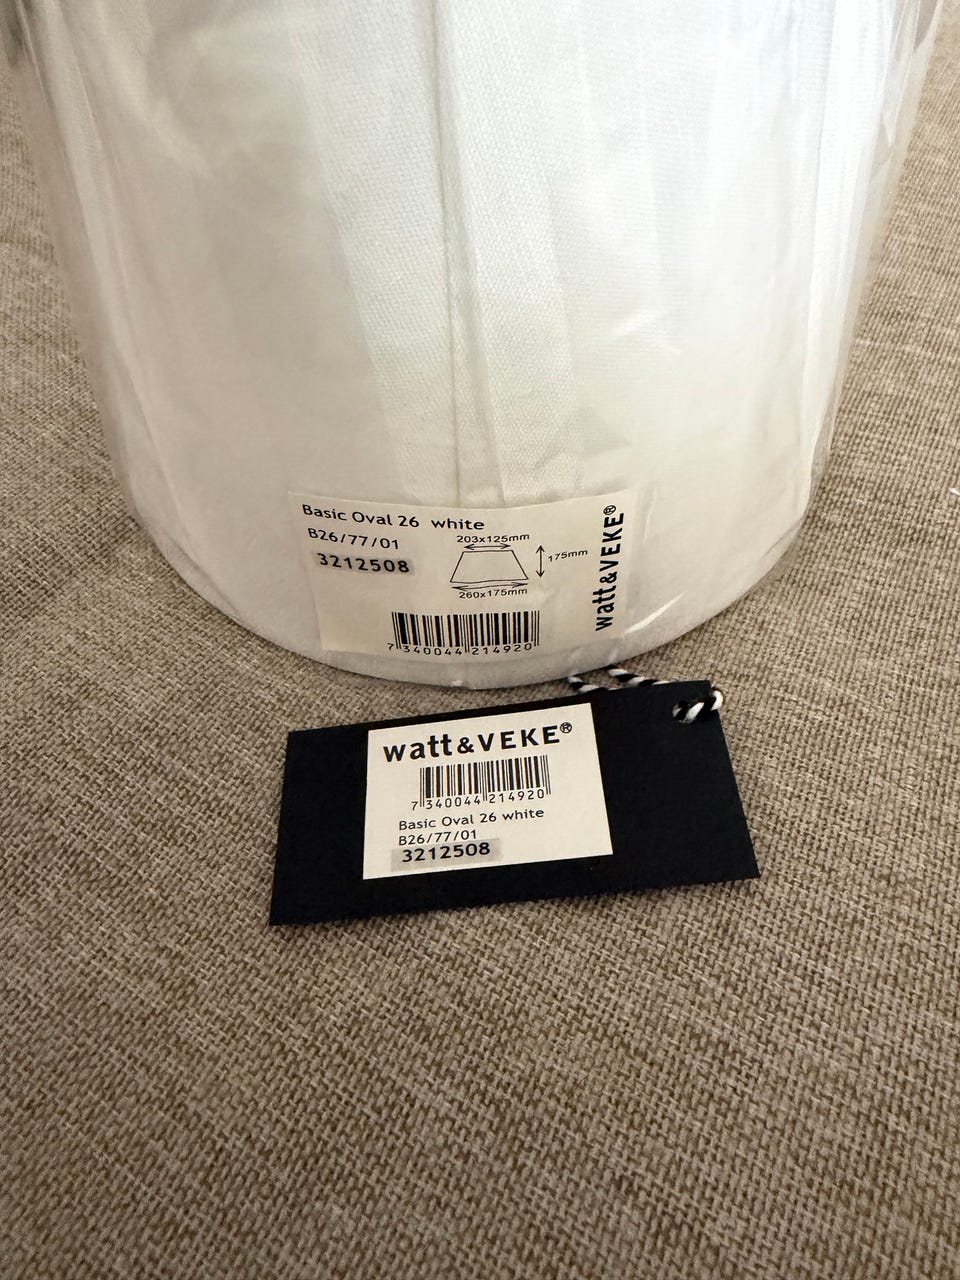 Basic Oval 26 white
B26/77/01
3212508
203x125mm
175mm
260x175mm
watt&VEKE®
7 340044 214920
watt&VEKE®
7 340044 214920
Basic Oval 26 white
B26/77/01
3212508